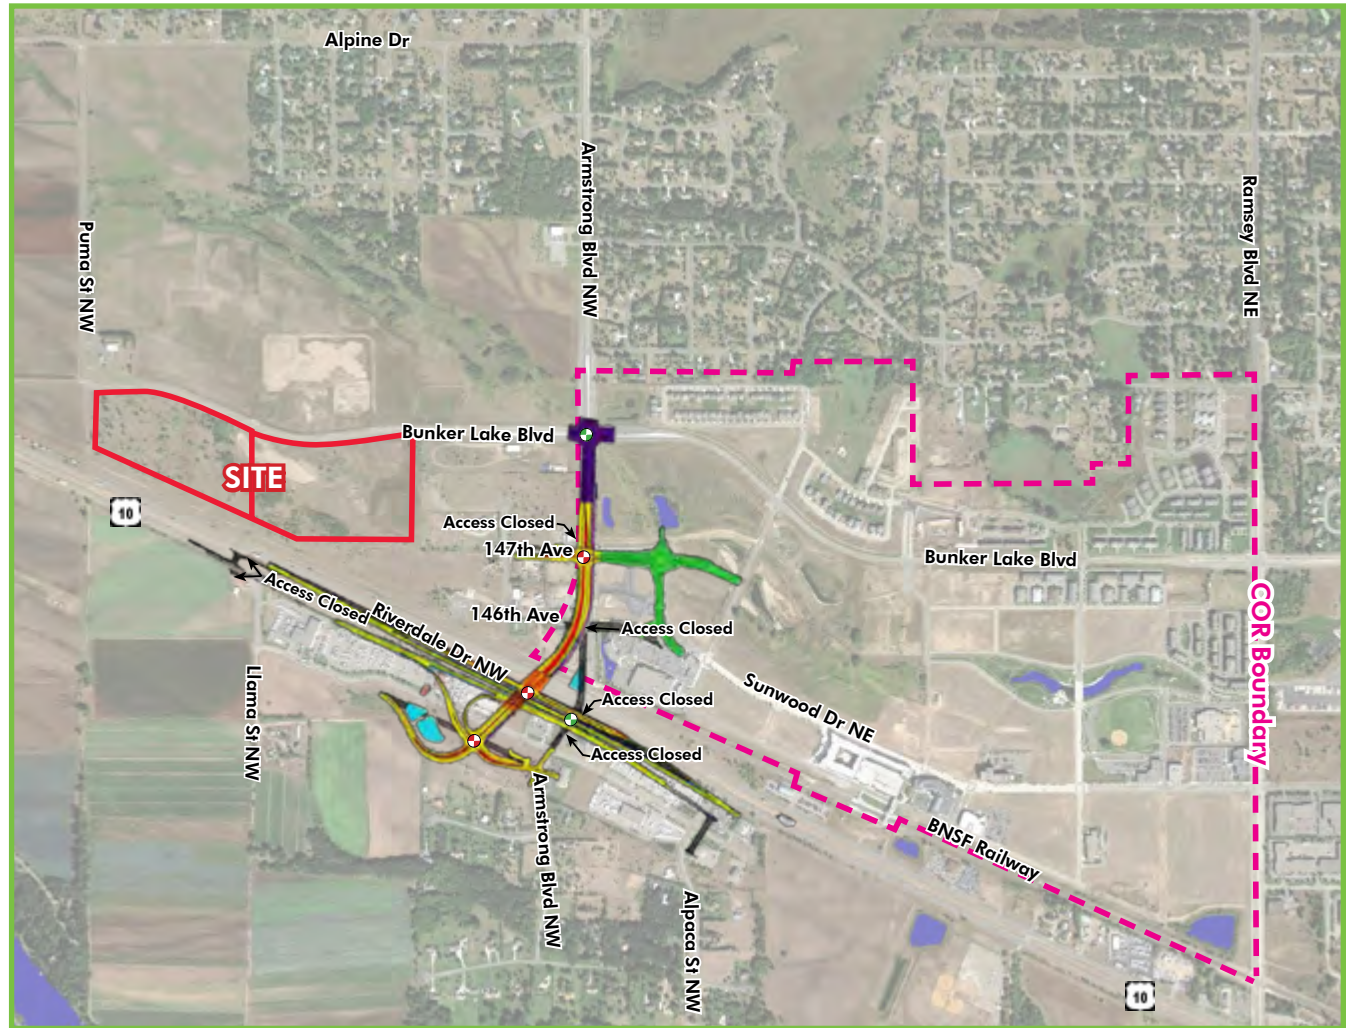 Alpine Dr
Armstrong Blvd NW
Ramsey Blvd NE
Puma St NW
Bunker Lake Blvd
SITE
10
Access Closed
147th Ave
Bunker Lake Blvd
Access Closed
146th Ave
Access Closed
COR Boundary
Riverdale Dr NW
Llama St NW
Access Closed
Sunwood Dr NE
Access Closed
Armstrong Blvd NW
BNSF Railway
Alpaca St NW
10